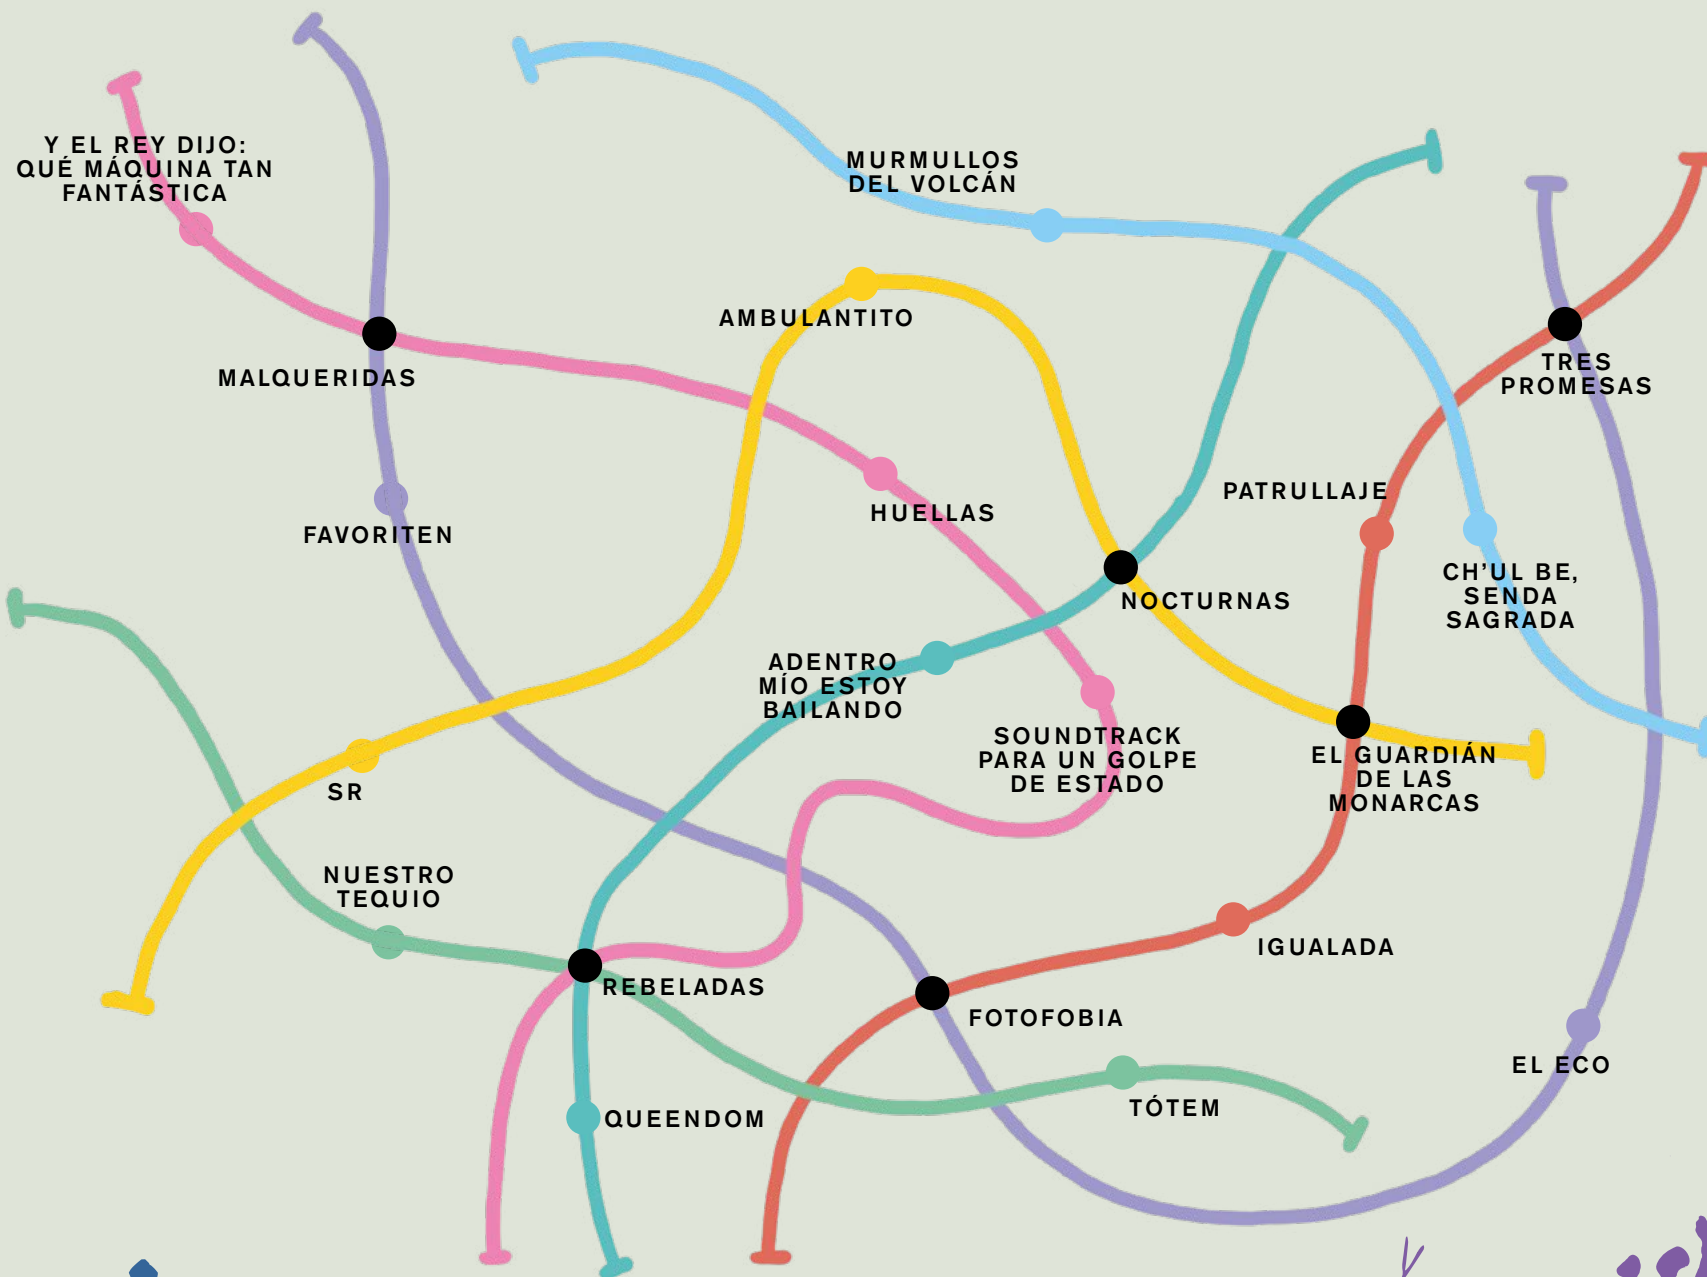 Y EL REY DIJO:
QUÉ MÁQUINA TAN
FANTÁSTICA
MURMULLOS
DEL VOLCÁN
AMBULANTITO
MALQUERIDAS
TRES
PROMESAS
PATRULLAJE
HUELLAS
FAVORITEN
CH'UL BE,
SENDA
SAGRADA
NOCTURNAS
ADENTRO
MÍO ESTOY
BAILANDO
SOUNDTRACK
PARA UN GOLPE
DE ESTADO
EL GUARDIÁN
DE LAS
MONARCAS
SR
NUESTRO
TEQUIO
IGUALADA
REBELADAS
FOTOFOBIA
EL ECO
TÓTEM
QUEENDOM